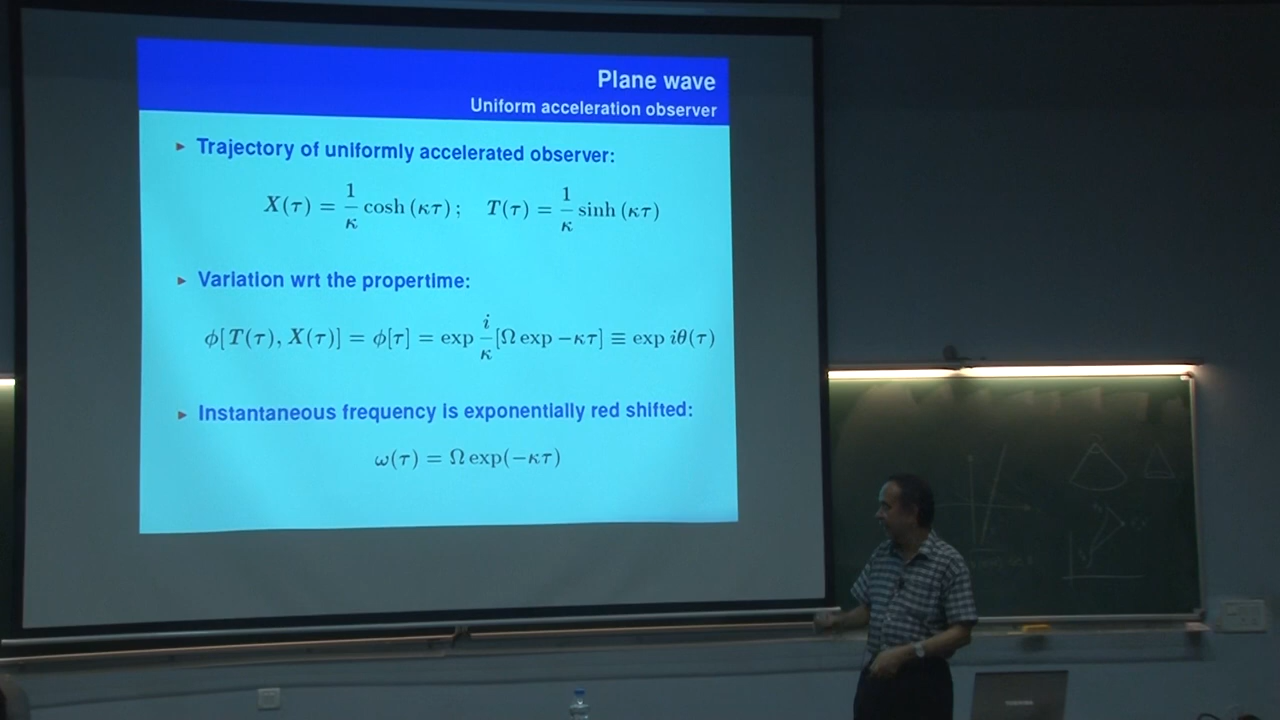 Plane wave
Uniform acceleration observer
▸ Trajectory of uniformly accelerated observer:
X(τ) = 1/κ cosh (κτ) ; T(τ) = 1/κ sinh (κτ)
▸ Variation wrt the propertime:
ϕ[T(τ), X(τ)] = ϕ[τ] = exp i/κ [Ω exp −κτ] ≡ exp iθ(τ)
▸ Instantaneous frequency is exponentially red shifted:
ω(τ) = Ω exp(−κτ)
TOSHIBA